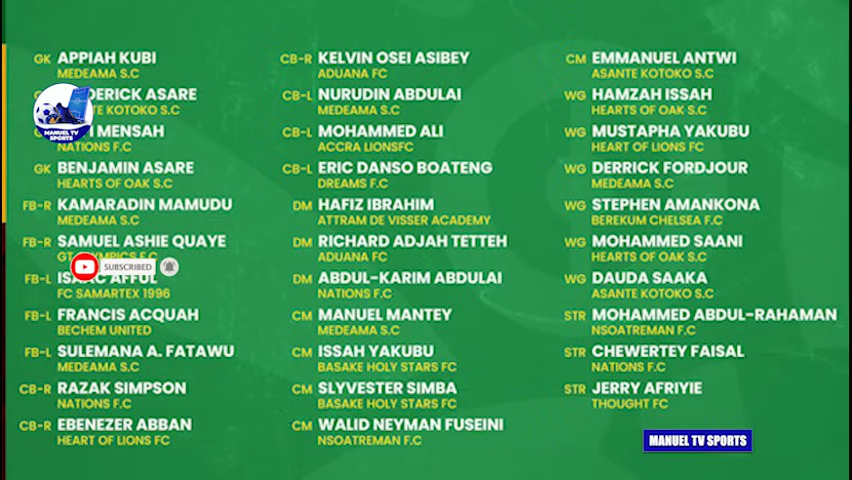 GK APPIAH KUBI
MEDEAMA S.C
DERICK ASARE
KOTOKO S.C
MENSAH
NATIONS F.C
GK BENJAMIN ASARE
HEARTS OF OAK S.C
FB-R KAMARADIN MAMUDU
MEDEAMA S.C
FB-R SAMUEL ASHIE QUAYE
FB-L AFFUL
FC SAMARTEX 1996
FB-L FRANCIS ACQUAH
BECHEM UNITED
FB-L SULEMANA A. FATAWU
MEDEAMA S.C
CB-R RAZAK SIMPSON
NATIONS F.C
CB-R EBENEZER ABBAN
HEART OF LIONS FC
CB-R KELVIN OSEI ASIBEY
ADUANA FC
CB-L NURUDIN ABDULAI
MEDEAMA S.C
CB-L MOHAMMED ALI
ACCRA LIONSFC
CB-L ERIC DANSO BOATENG
DREAMS F.C
DM HAFIZ IBRAHIM
ATTRAM DE VISSER ACADEMY
DM RICHARD ADJAH TETTEH
ADUANA FC
DM ABDUL-KARIM ABDULAI
NATIONS F.C
CM MANUEL MANTEY
MEDEAMA S.C
CM ISSAH YAKUBU
BASAKE HOLY STARS FC
CM SLYVESTER SIMBA
BASAKE HOLY STARS FC
CM WALID NEYMAN FUSEINI
NSOATREMAN F.C
CM EMMANUEL ANTWI
ASANTE KOTOKO S.C
WG HAMZAH ISSAH
HEARTS OF OAK S.C
WG MUSTAPHA YAKUBU
HEART OF LIONS FC
WG DERRICK FORDJOUR
MEDEAMA S.C
WG STEPHEN AMANKONA
BEREKUM CHELSEA F.C
WG MOHAMMED SAANI
HEARTS OF OAK S.C
WG DAUDA SAAKA
ASANTE KOTOKO S.C
STR MOHAMMED ABDUL-RAHAMAN
NSOATREMAN F.C
STR CHEWERTEY FAISAL
NATIONS F.C
STR JERRY AFRIYIE
THOUGHT FC
MANUEL TV
SPORTS
SUBSCRIBED
MANUEL TV SPORTS